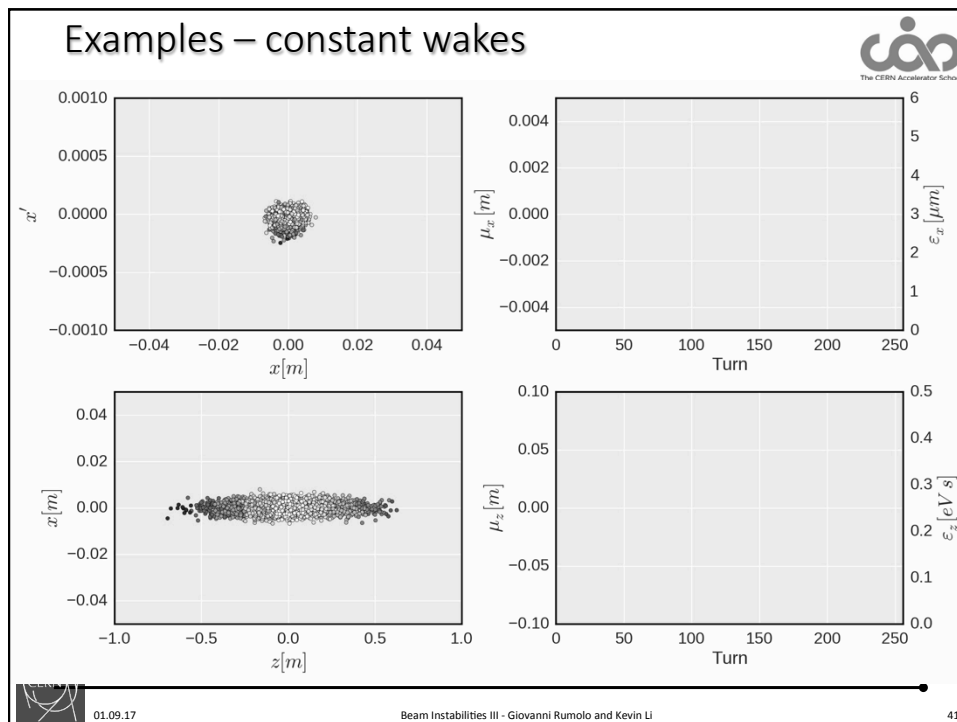 Examples – constant wakes
The CERN Accelerator School
0.0010
0.0005
0.0000
−0.0005
−0.0010
x′
−0.04 −0.02 0.00 0.02 0.04
x[m]
0.004
0.002
0.000
−0.002
−0.004
μx [m]
6
5
4
3
2
1
0
εx [μm]
0 50 100 150 200 250
Turn
0.04
0.02
0.00
−0.02
−0.04
x[m]
−1.0 −0.5 0.0 0.5 1.0
z[m]
0.10
0.05
0.00
−0.05
−0.10
μz [m]
0.5
0.4
0.3
0.2
0.1
0.0
εz [eV s]
0 50 100 150 200 250
Turn
CERN
01.09.17 Beam Instabilities III - Giovanni Rumolo and Kevin Li 41